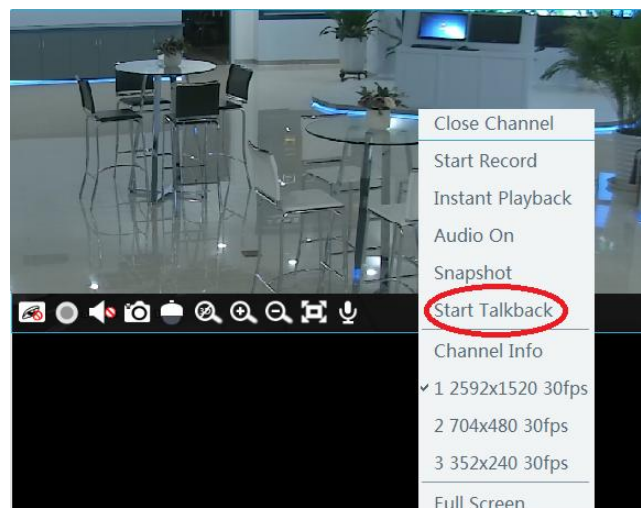 Close Channel
Start Record
Instant Playback
Audio On
Snapshot
Start Talkback
Channel Info
1 2592x1520 30fps
2 704x480 30fps
3 352x240 30fps
Full Screen